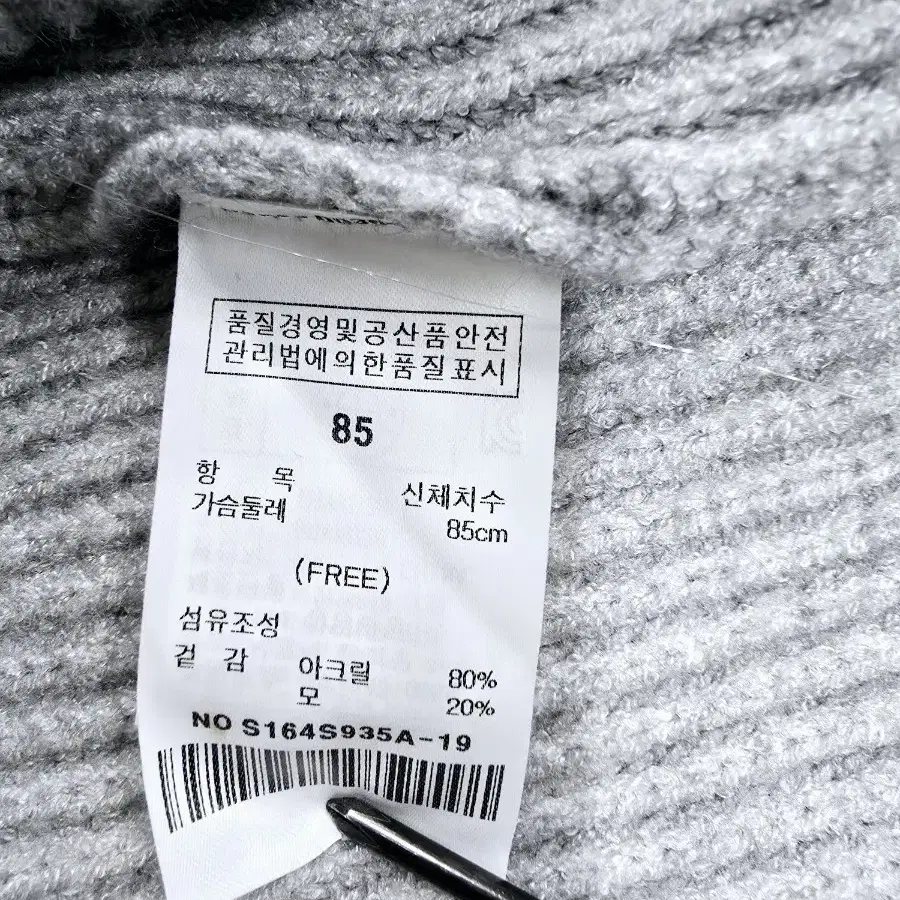 품질경영및공산품안전
관리법에의한품질표시
85
항 목 신체치수
가슴둘레 85cm
(FREE)
섬유조성
겉 감 아크릴 80%
모 20%
NO S164S935A-19